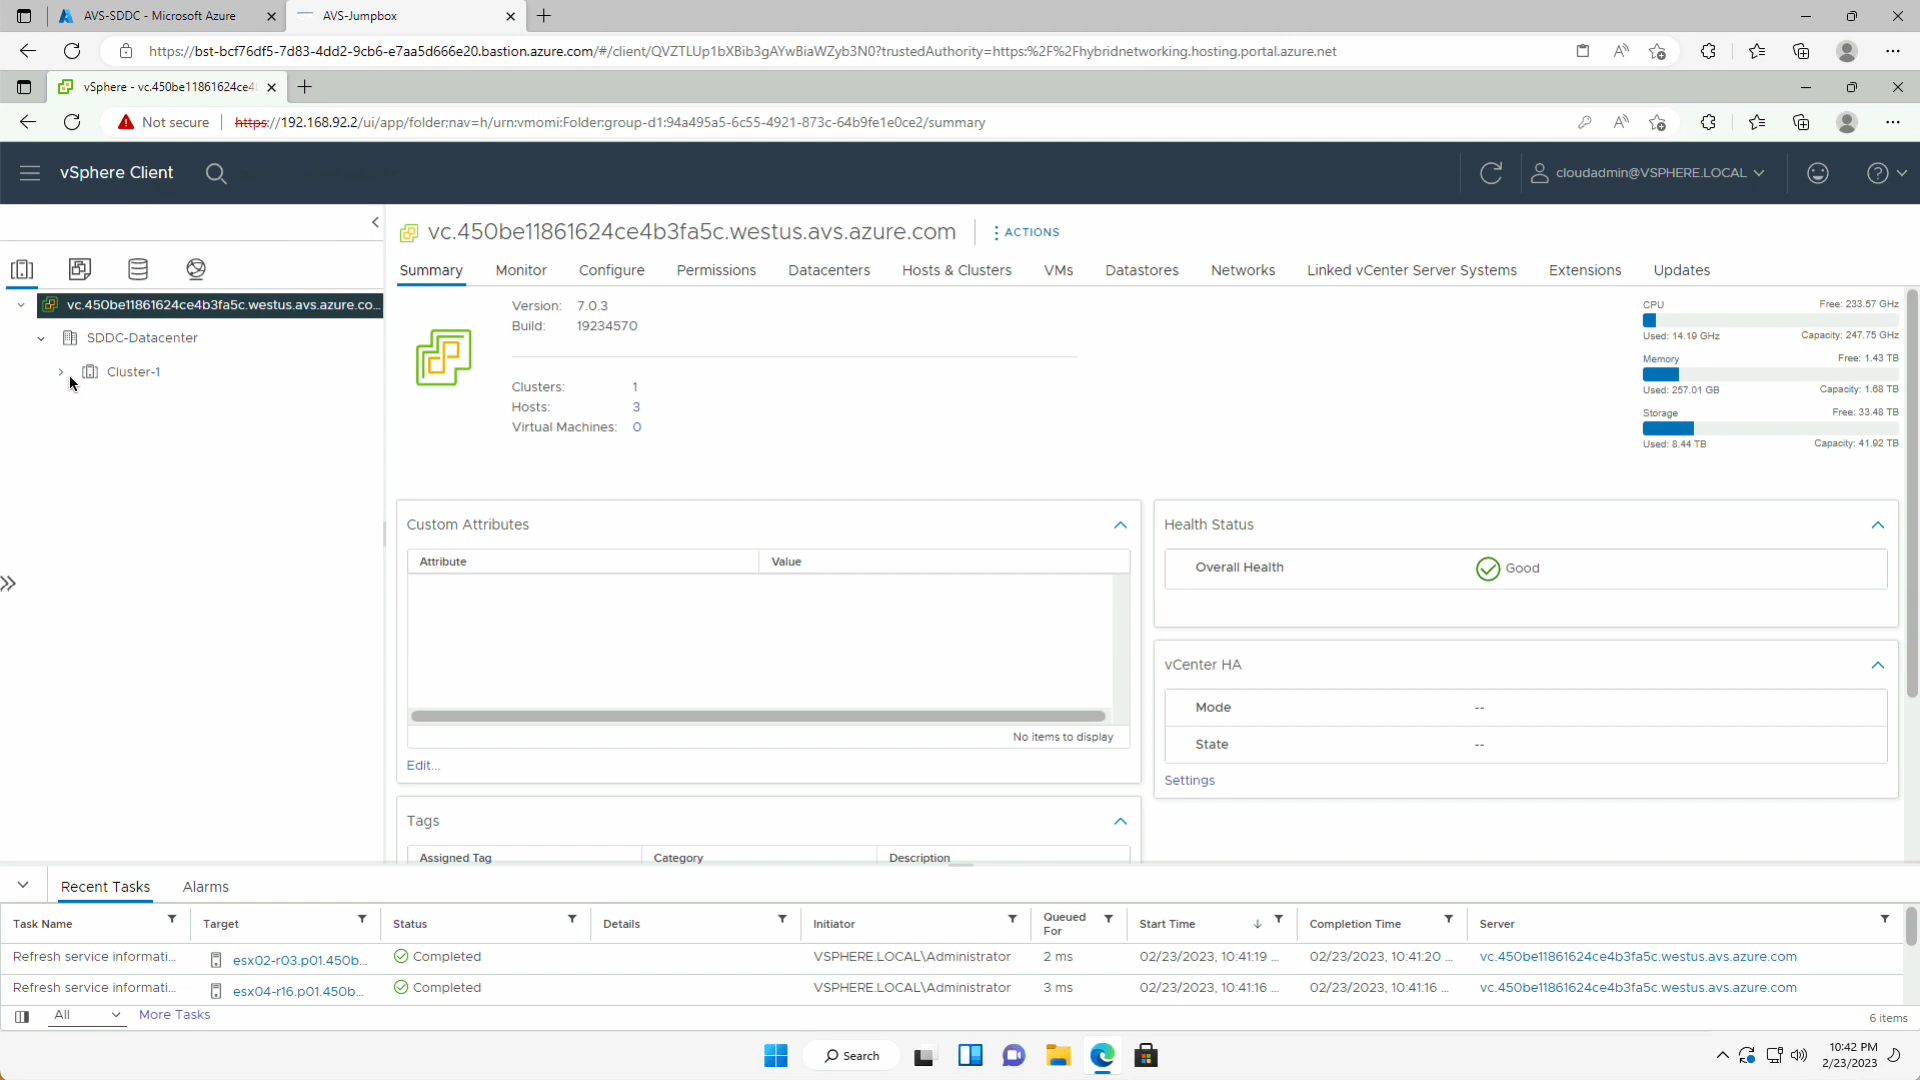 AVS-SDDC - Microsoft Azure
AVS-Jumpbox
https://bst-bcf76df5-7d83-4dd2-9cb6-e7aa5d666e20.bastion.azure.com/#/client/QVZTLUp1bXBib3gAYwBiaWZyb3N0?trustedAuthority=https:%2F%2Fhybridnetworking.hosting.portal.azure.net
vSphere - vc.450be11861624ce4
Not secure
https://192.168.92.2/ui/app/folder;nav=h/urn:vmomi:Folder:group-d1:94a495a5-6c55-4921-873c-64b9fe1e0ce2/summary
vSphere Client
cloudadmin@VSPHERE.LOCAL
vc.450be11861624ce4b3fa5c.westus.avs.azure.com
ACTIONS
Summary Monitor Configure Permissions Datacenters Hosts & Clusters VMs Datastores Networks Linked vCenter Server Systems Extensions Updates
vc.450be11861624ce4b3fa5c.westus.avs.azure.co...
SDDC-Datacenter
Cluster-1
Version: 7.0.3
Build: 19234570
Clusters: 1
Hosts: 3
Virtual Machines: 0
CPU Free: 233.57 GHz
Used: 14.19 GHz Capacity: 247.75 GHz
Memory Free: 1.43 TB
Used: 257.01 GB Capacity: 1.68 TB
Storage Free: 33.48 TB
Used: 8.44 TB Capacity: 41.92 TB
Custom Attributes
Attribute Value
No items to display
Edit...
Health Status
Overall Health Good
vCenter HA
Mode --
State --
Settings
Tags
Assigned Tag Category Description
Recent Tasks Alarms
Task Name Target Status Details Initiator Queued For Start Time Completion Time Server
Refresh service informati... esx02-r03.p01.450b... Completed VSPHERE.LOCAL\Administrator 2 ms 02/23/2023, 10:41:19 ... 02/23/2023, 10:41:20 ... vc.450be11861624ce4b3fa5c.westus.avs.azure.com
Refresh service informati... esx04-r16.p01.450b... Completed VSPHERE.LOCAL\Administrator 3 ms 02/23/2023, 10:41:16 ... 02/23/2023, 10:41:16 ... vc.450be11861624ce4b3fa5c.westus.avs.azure.com
All More Tasks
6 items
Search
10:42 PM
2/23/2023